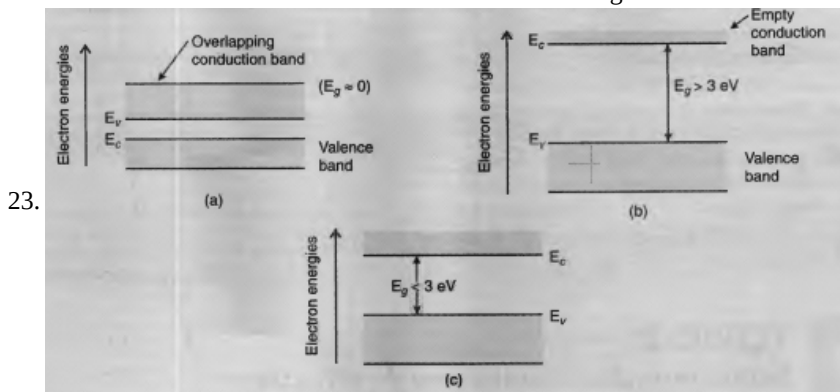 Overlapping
conduction band
(E_g ≈ 0)
E_v
E_c
Valence
band
Electron energies
(a)
Empty
conduction
band
E_c
E_g > 3 eV
E_v
Valence
band
Electron energies
(b)
23.
E_c
E_g < 3 eV
E_v
Electron energies
(c)